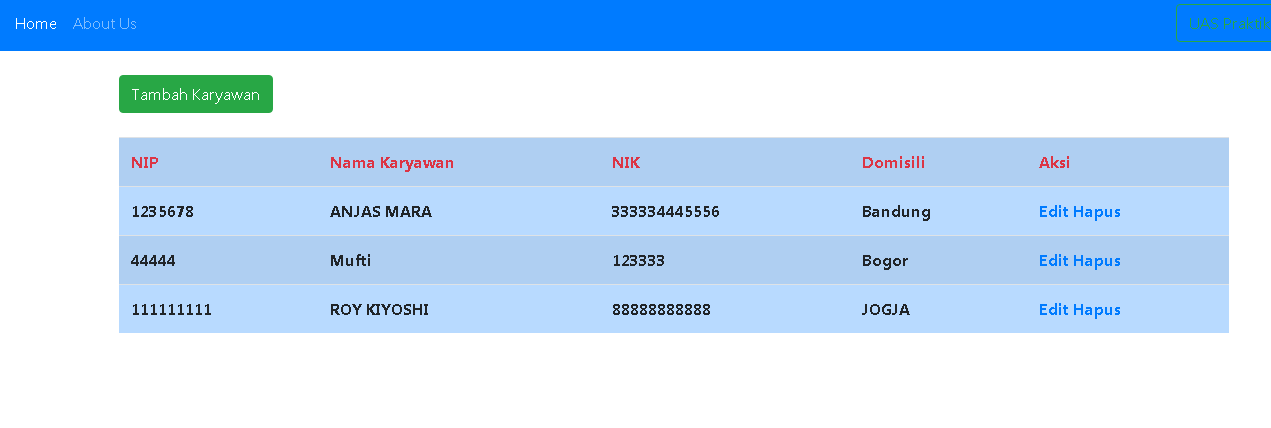 Home About Us UAS Praktik
Tambah Karyawan
NIP Nama Karyawan NIK Domisili Aksi
1235678 ANJAS MARA 333334445556 Bandung Edit Hapus
44444 Mufti 123333 Bogor Edit Hapus
111111111 ROY KIYOSHI 88888888888 JOGJA Edit Hapus